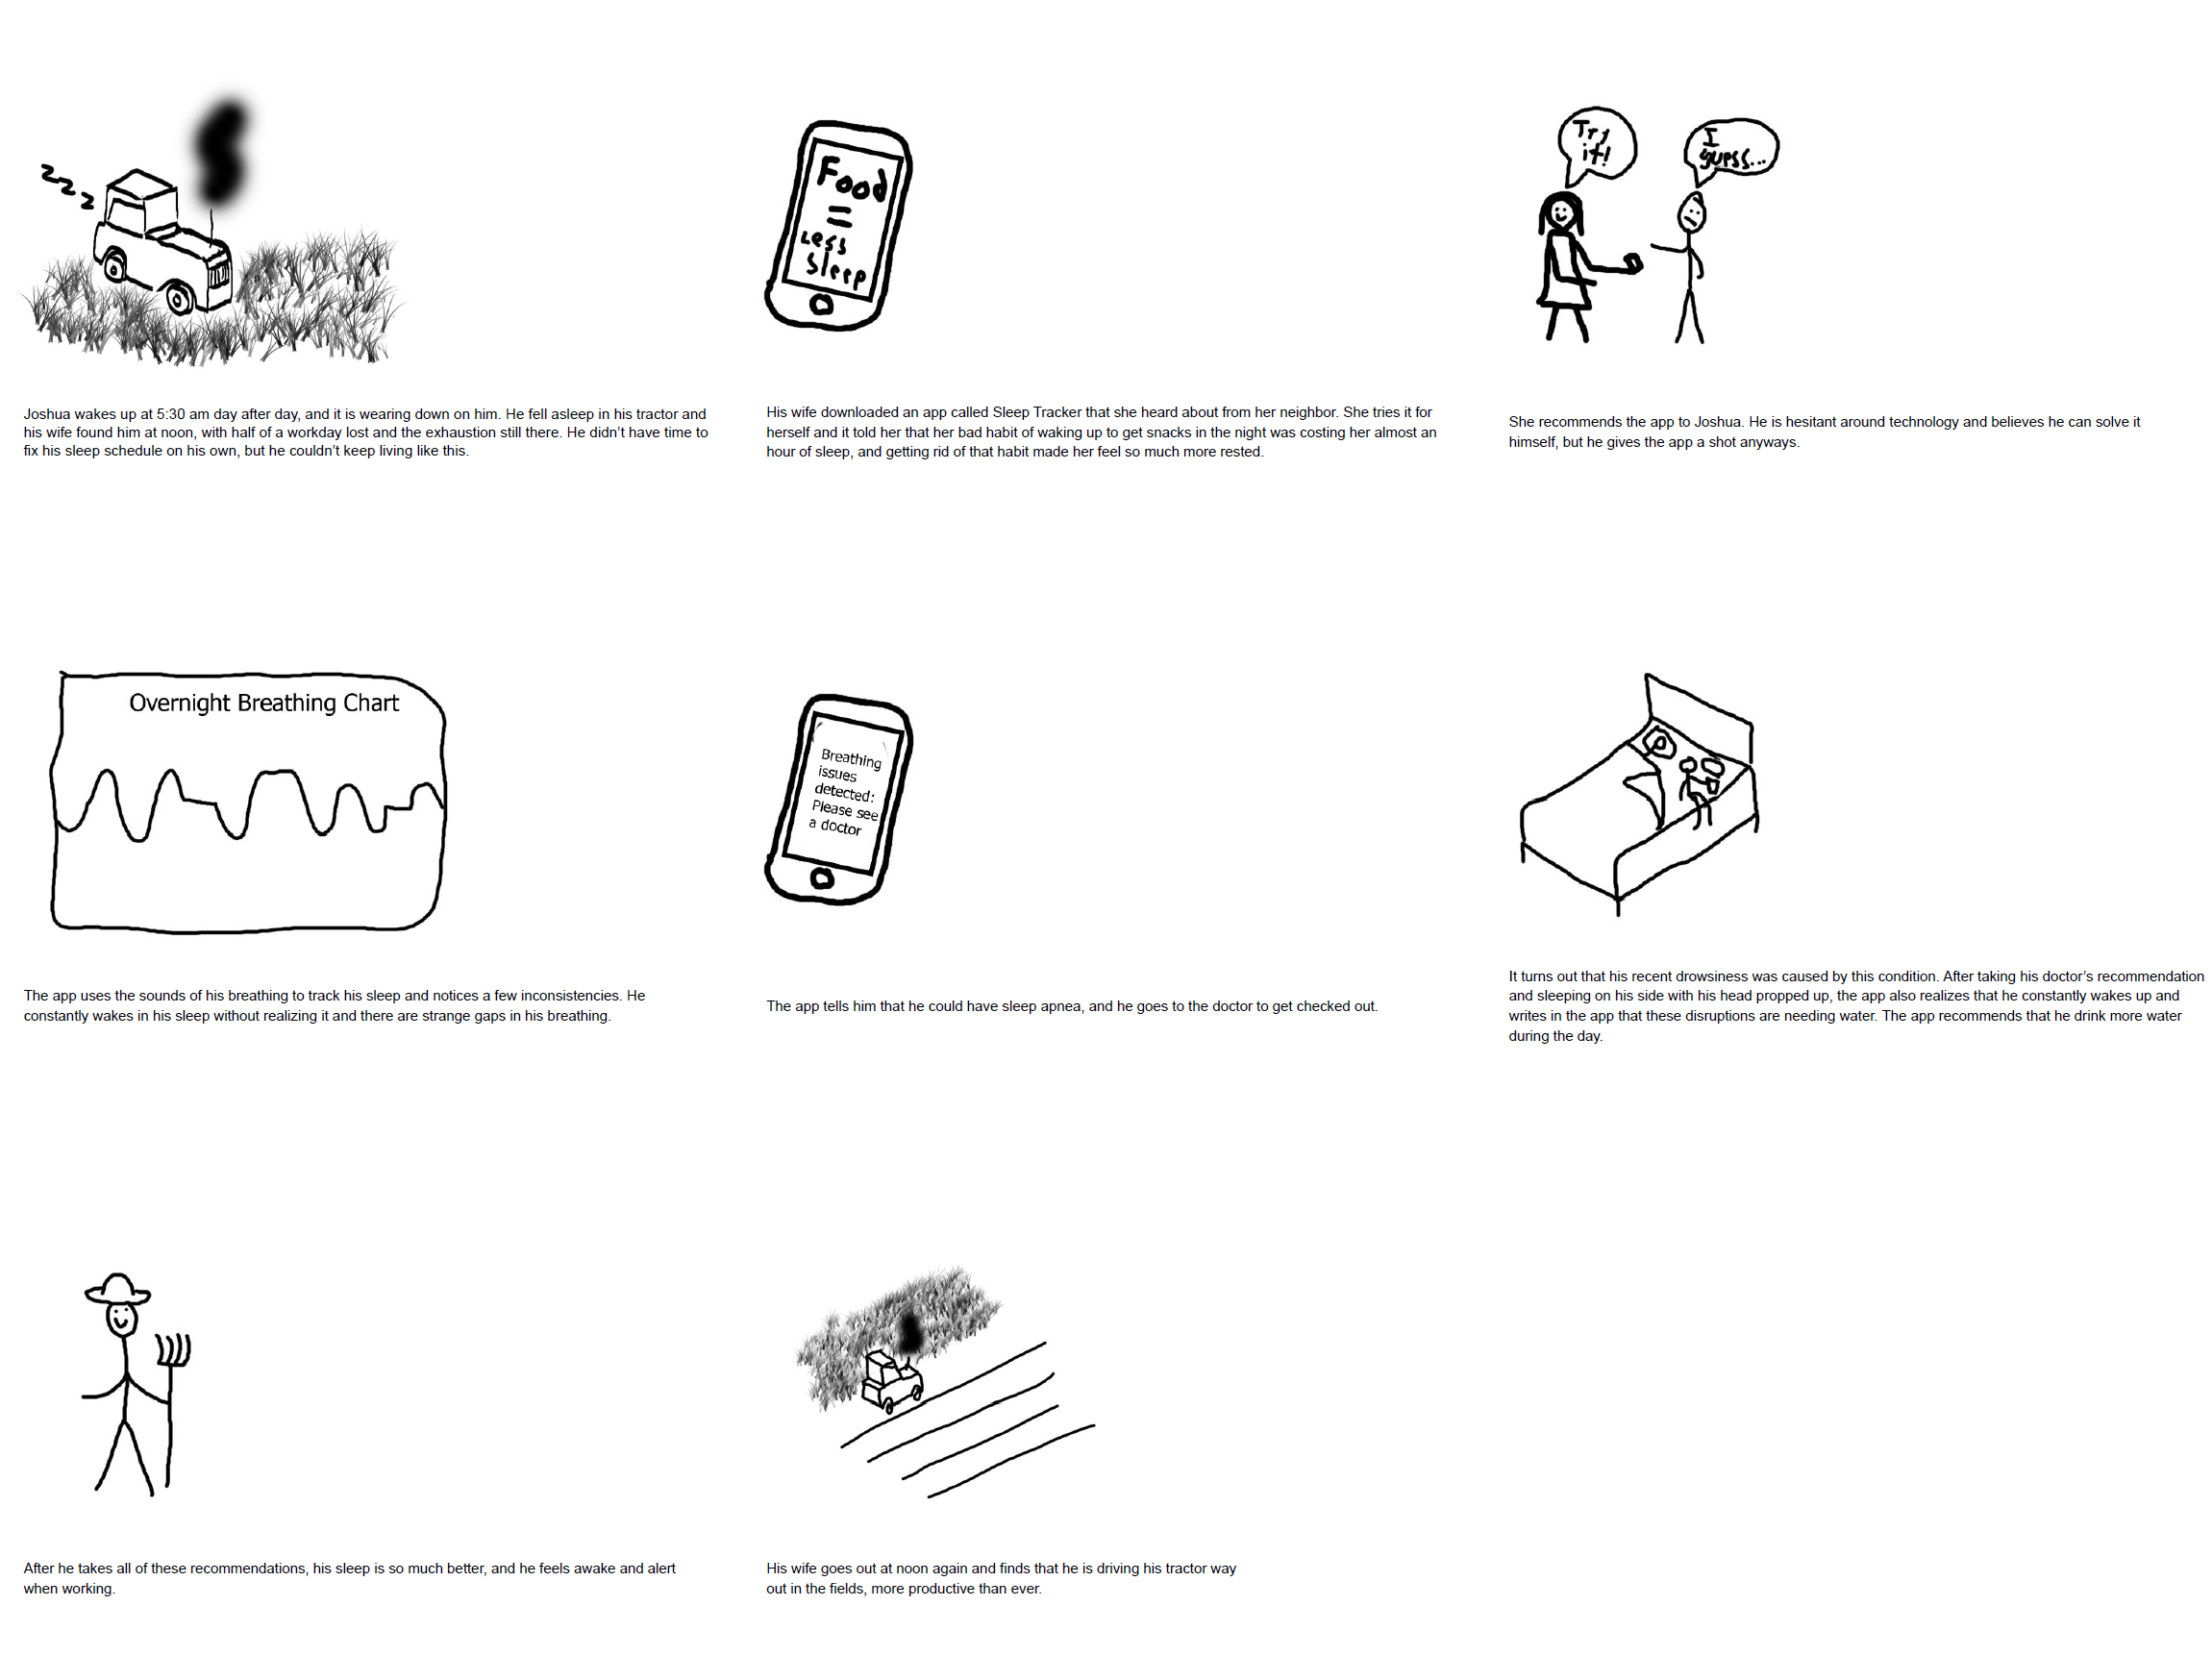 z z z
Food
=
Less
Sleep
Try
it!
I
guess...
Joshua wakes up at 5:30 am day after day, and it is wearing down on him. He fell asleep in his tractor and
his wife found him at noon, with half of a workday lost and the exhaustion still there. He didn’t have time to
fix his sleep schedule on his own, but he couldn’t keep living like this.
His wife downloaded an app called Sleep Tracker that she heard about from her neighbor. She tries it for
herself and it told her that her bad habit of waking up to get snacks in the night was costing her almost an
hour of sleep, and getting rid of that habit made her feel so much more rested.
She recommends the app to Joshua. He is hesitant around technology and believes he can solve it
himself, but he gives the app a shot anyways.
Overnight Breathing Chart
Breathing
issues
detected:
Please see
a doctor
The app uses the sounds of his breathing to track his sleep and notices a few inconsistencies. He
constantly wakes in his sleep without realizing it and there are strange gaps in his breathing.
The app tells him that he could have sleep apnea, and he goes to the doctor to get checked out.
It turns out that his recent drowsiness was caused by this condition. After taking his doctor’s recommendation
and sleeping on his side with his head propped up, the app also realizes that he constantly wakes up and
writes in the app that these disruptions are needing water. The app recommends that he drink more water
during the day.
After he takes all of these recommendations, his sleep is so much better, and he feels awake and alert
when working.
His wife goes out at noon again and finds that he is driving his tractor way
out in the fields, more productive than ever.